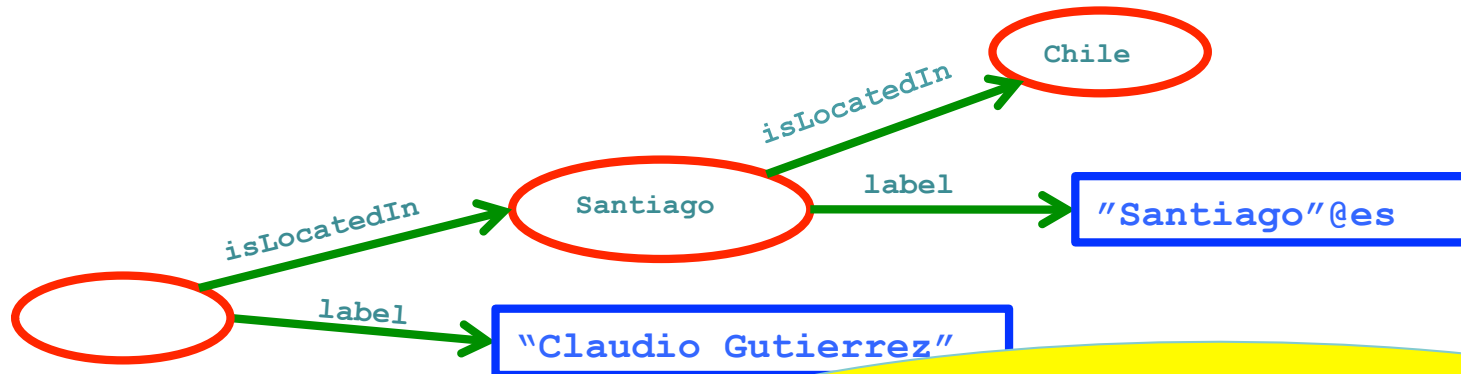 Chile
isLocatedIn
label
Santiago
”Santiago”@es
isLocatedIn
label
“Claudio Gutierrez”